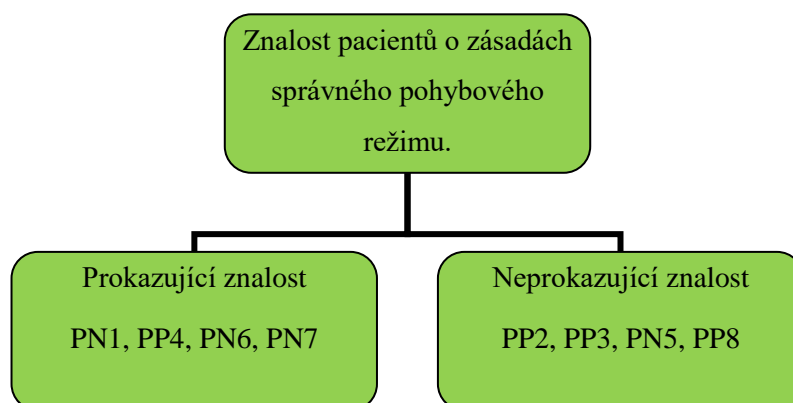 Znalost pacientů o zásadách
správného pohybového
režimu.
Prokazující znalost
PN1, PP4, PN6, PN7
Neprokazující znalost
PP2, PP3, PN5, PP8